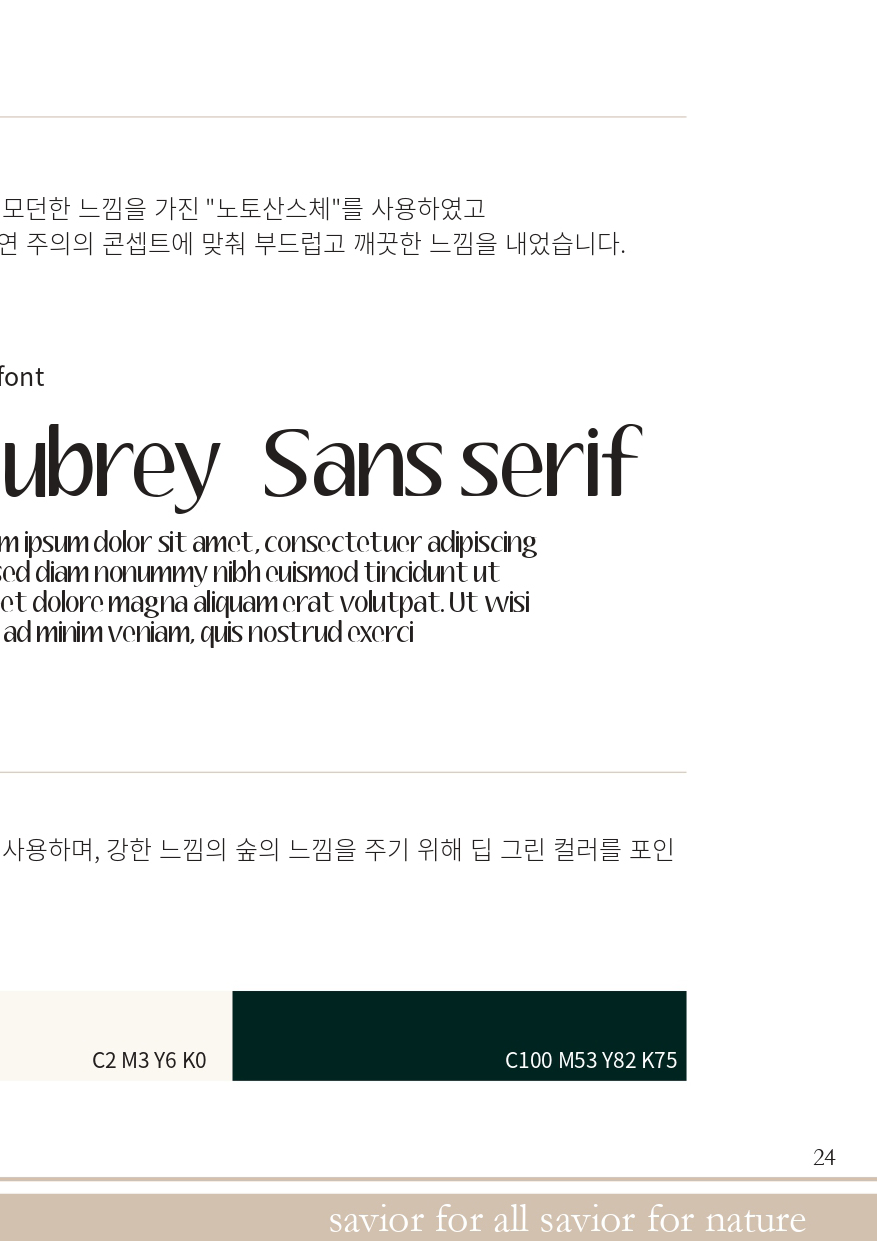 모던한 느낌을 가진 "노토산스체"를 사용하였고
연 주의의 콘셉트에 맞춰 부드럽고 깨끗한 느낌을 내었습니다.
font
ubrey Sans serif
m ipsum dolor sit amet, consectetuer adipiscing
sed diam nonummy nibh euismod tincidunt ut
et dolore magna aliquam erat volutpat. Ut wisi
ad minim veniam, quis nostrud exerci
사용하며, 강한 느낌의 숲의 느낌을 주기 위해 딥 그린 컬러를 포인
C2 M3 Y6 K0
C100 M53 Y82 K75
24
savior for all savior for nature